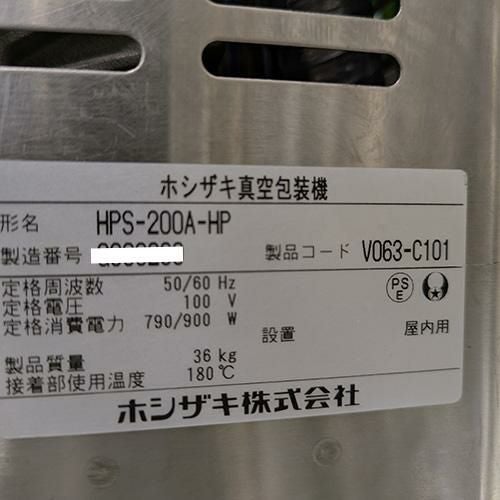 ホシザキ真空包装機
形名 HPS-200A-HP
製造番号 製品コード V063-C101
定格周波数 50/60 Hz
定格電圧 100 V
定格消費電力 790/900 W
PS
E
設置 屋内用
製品質量 36 kg
接着部使用温度 180℃
ホシザキ株式会社